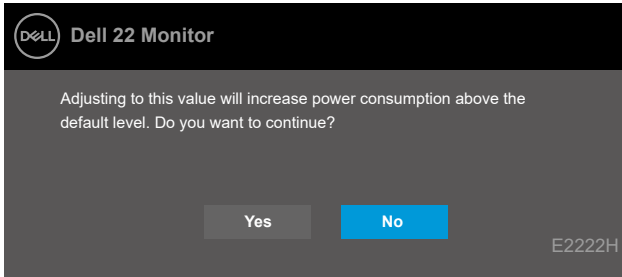 DELL Dell 22 Monitor
Adjusting to this value will increase power consumption above the
default level. Do you want to continue?
Yes No
E2222H